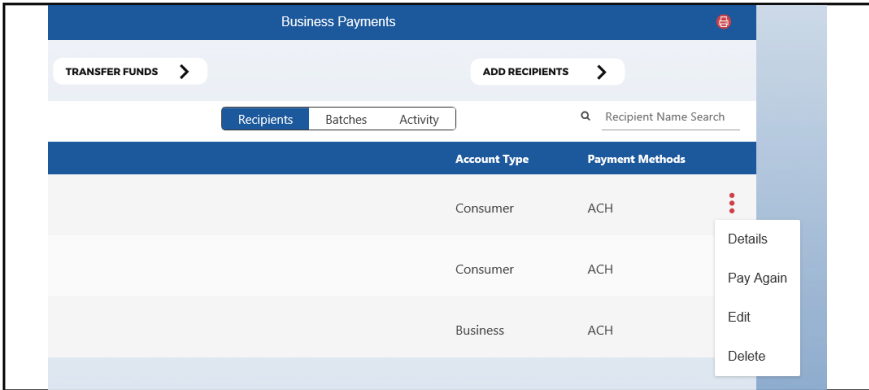 Business Payments
TRANSFER FUNDS
ADD RECIPIENTS
Recipients Batches Activity
Recipient Name Search
Account Type Payment Methods
Consumer ACH
Details
Consumer ACH
Pay Again
Edit
Business ACH
Delete